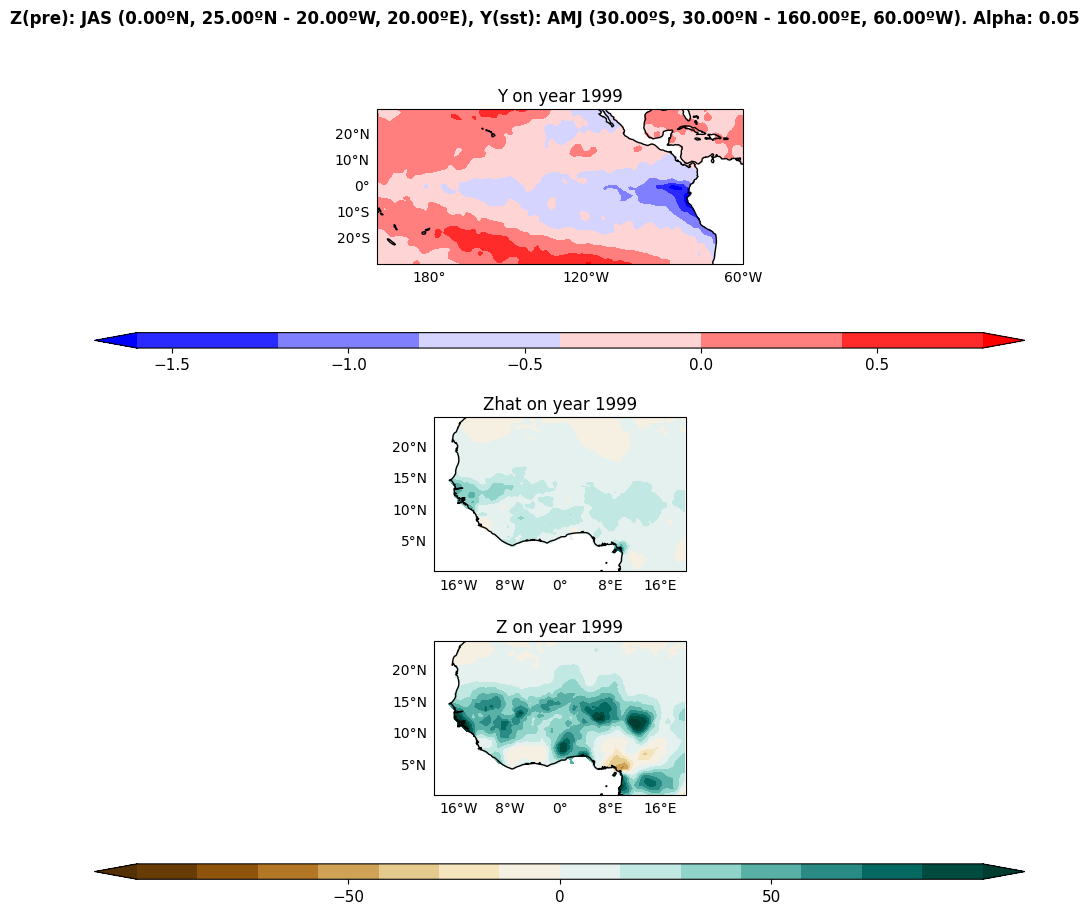 Z(pre): JAS (0.00ºN, 25.00ºN - 20.00ºW, 20.00ºE), Y(sst): AMJ (30.00ºS, 30.00ºN - 160.00ºE, 60.00ºW). Alpha: 0.05
Y on year 1999
20°N
10°N
0°
10°S
20°S
180° 120°W 60°W
−1.5 −1.0 −0.5 0.0 0.5
Zhat on year 1999
20°N
15°N
10°N
5°N
16°W 8°W 0° 8°E 16°E
Z on year 1999
20°N
15°N
10°N
5°N
16°W 8°W 0° 8°E 16°E
−50 0 50